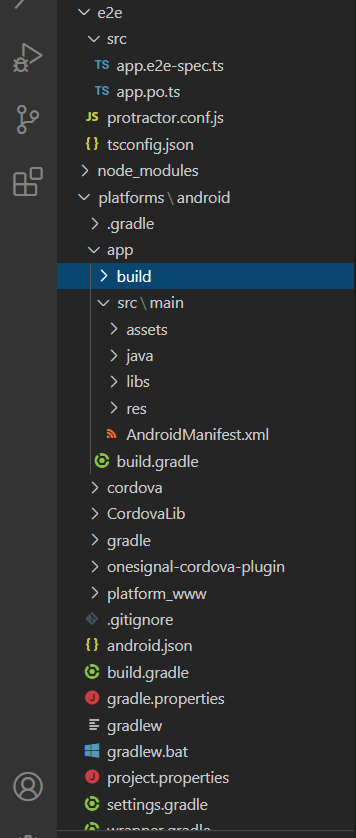 e2e
src
TS app.e2e-spec.ts
TS app.po.ts
JS protractor.conf.js
{ } tsconfig.json
node_modules
platforms \ android
.gradle
app
build
src \ main
assets
java
libs
res
AndroidManifest.xml
build.gradle
cordova
CordovaLib
gradle
onesignal-cordova-plugin
platform_www
.gitignore
{ } android.json
build.gradle
J gradle.properties
gradlew
gradlew.bat
J project.properties
settings.gradle
wrapper.gradle